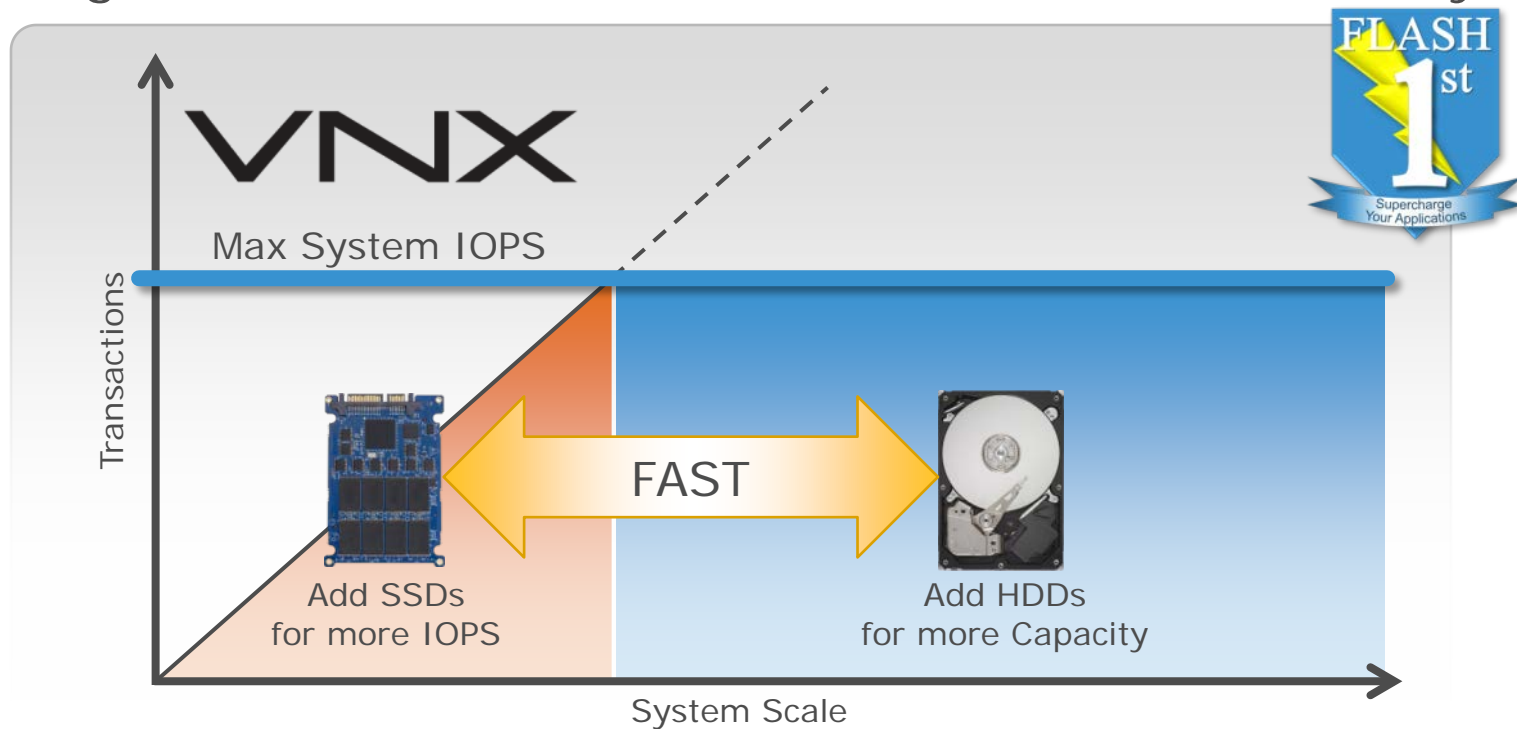 FLASH
1st
Supercharge
Your Applications
VNX
Max System IOPS
Transactions
FAST
Add SSDs
for more IOPS
Add HDDs
for more Capacity
System Scale